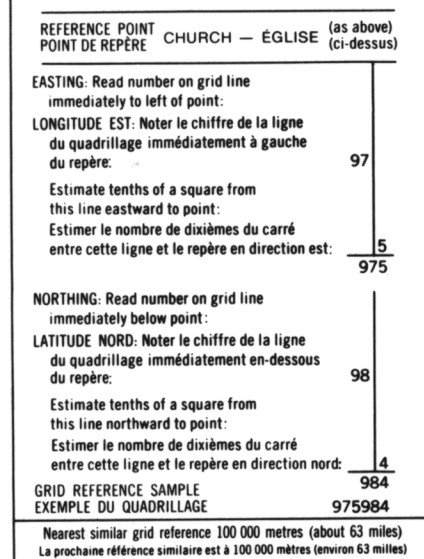 REFERENCE POINT
POINT DE REPÈRE CHURCH — ÉGLISE (as above)
(ci-dessus)
EASTING: Read number on grid line
immediately to left of point:
LONGITUDE EST: Noter le chiffre de la ligne
du quadrillage immédiatement à gauche
du repère: 97
Estimate tenths of a square from
this line eastward to point:
Estimer le nombre de dixièmes du carré
entre cette ligne et le repère en direction est: 5
975
NORTHING: Read number on grid line
immediately below point:
LATITUDE NORD: Noter le chiffre de la ligne
du quadrillage immédiatement en-dessous
du repère: 98
Estimate tenths of a square from
this line northward to point:
Estimer le nombre de dixièmes du carré
entre cette ligne et le repère en direction nord: 4
984
GRID REFERENCE SAMPLE
EXEMPLE DU QUADRILLAGE 975984
Nearest similar grid reference 100 000 metres (about 63 miles)
La prochaine référence similaire est à 100 000 mètres (environ 63 milles)